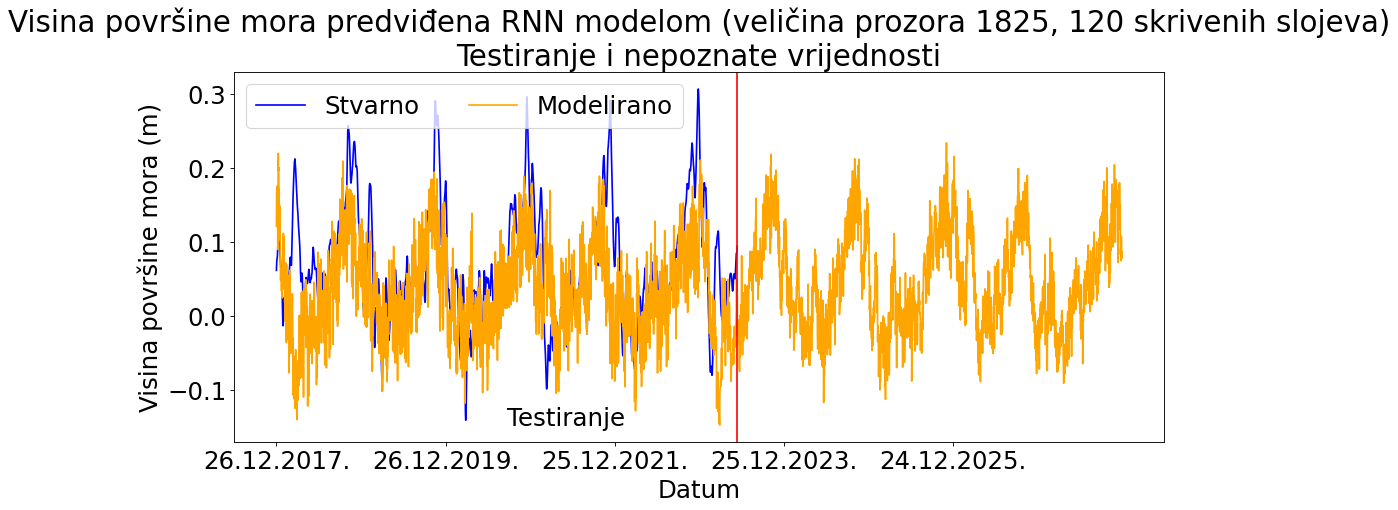 Visina površine mora predviđena RNN modelom (veličina prozora 1825, 120 skrivenih slojeva)
Testiranje i nepoznate vrijednosti
Stvarno Modelirano
Visina površine mora (m)
0.3
0.2
0.1
0.0
−0.1
Testiranje
26.12.2017. 26.12.2019. 25.12.2021. 25.12.2023. 24.12.2025.
Datum